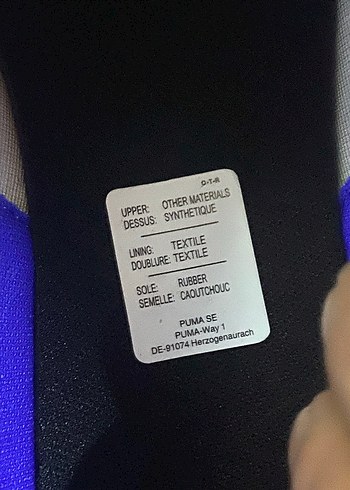 O-T-R
UPPER: OTHER MATERIALS
DESSUS: SYNTHETIQUE
LINING: TEXTILE
DOUBLURE: TEXTILE
SOLE: RUBBER
SEMELLE: CAOUTCHOUC
PUMA SE
PUMA-Way 1
DE-91074 Herzogenaurach